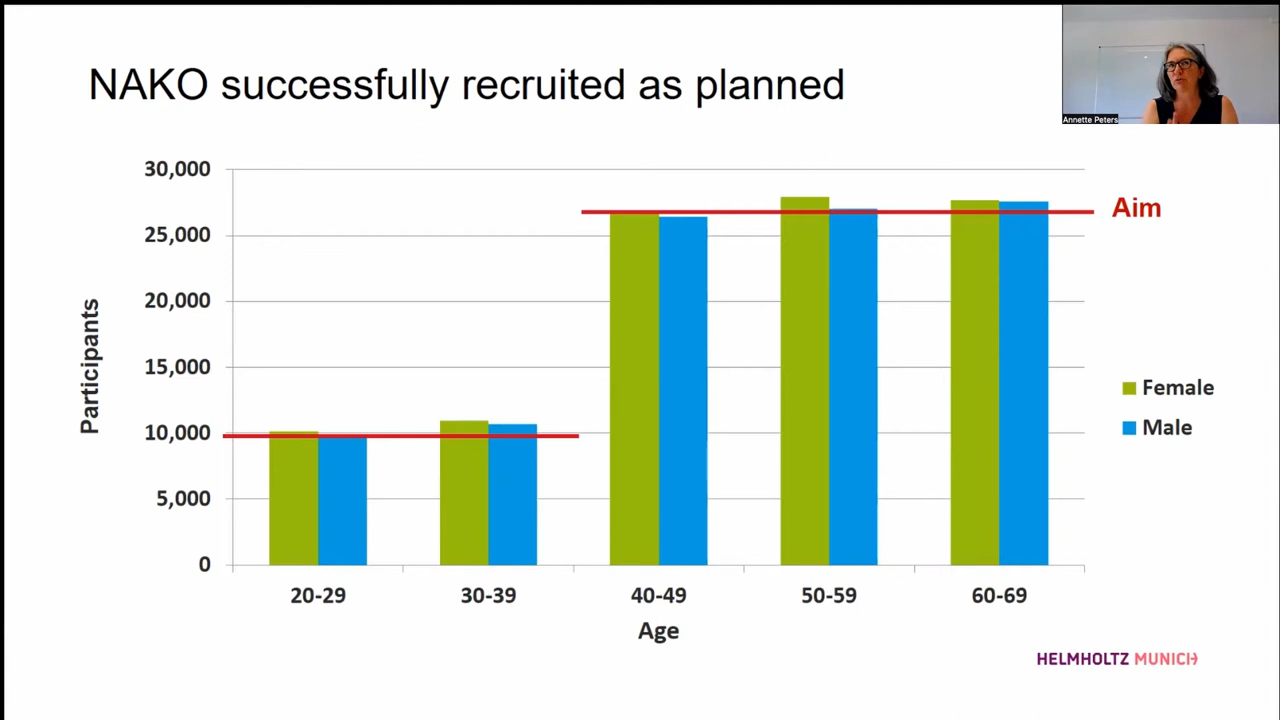 NAKO successfully recruited as planned
Annette Peters
30,000
25,000
20,000
15,000
10,000
5,000
0
Participants
Aim
Female
Male
20-29 30-39 40-49 50-59 60-69
Age
HELMHOLTZ MUNICH